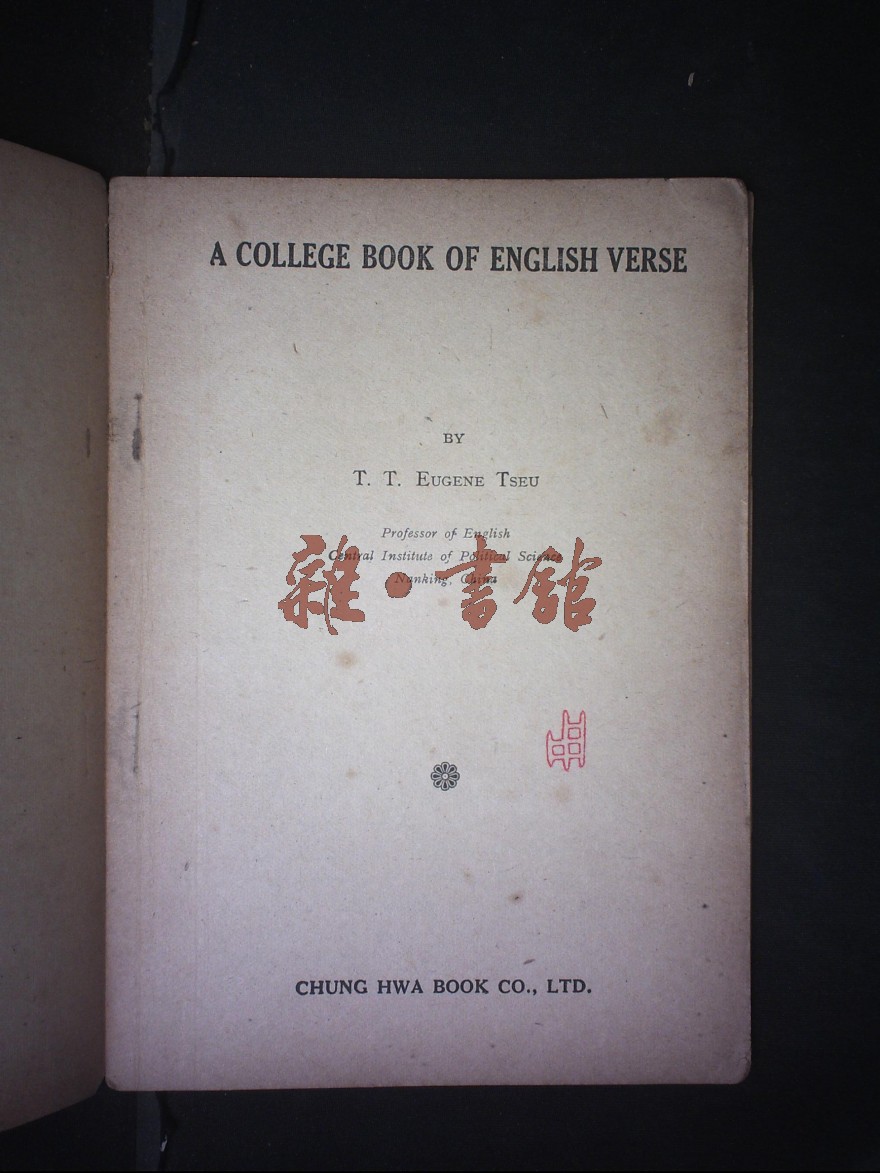 A COLLEGE BOOK OF ENGLISH VERSE
BY
T. T. EUGENE TSEU
Professor of English
Central Institute of Political Science
Nanking, China
雜·書館
CHUNG HWA BOOK CO., LTD.